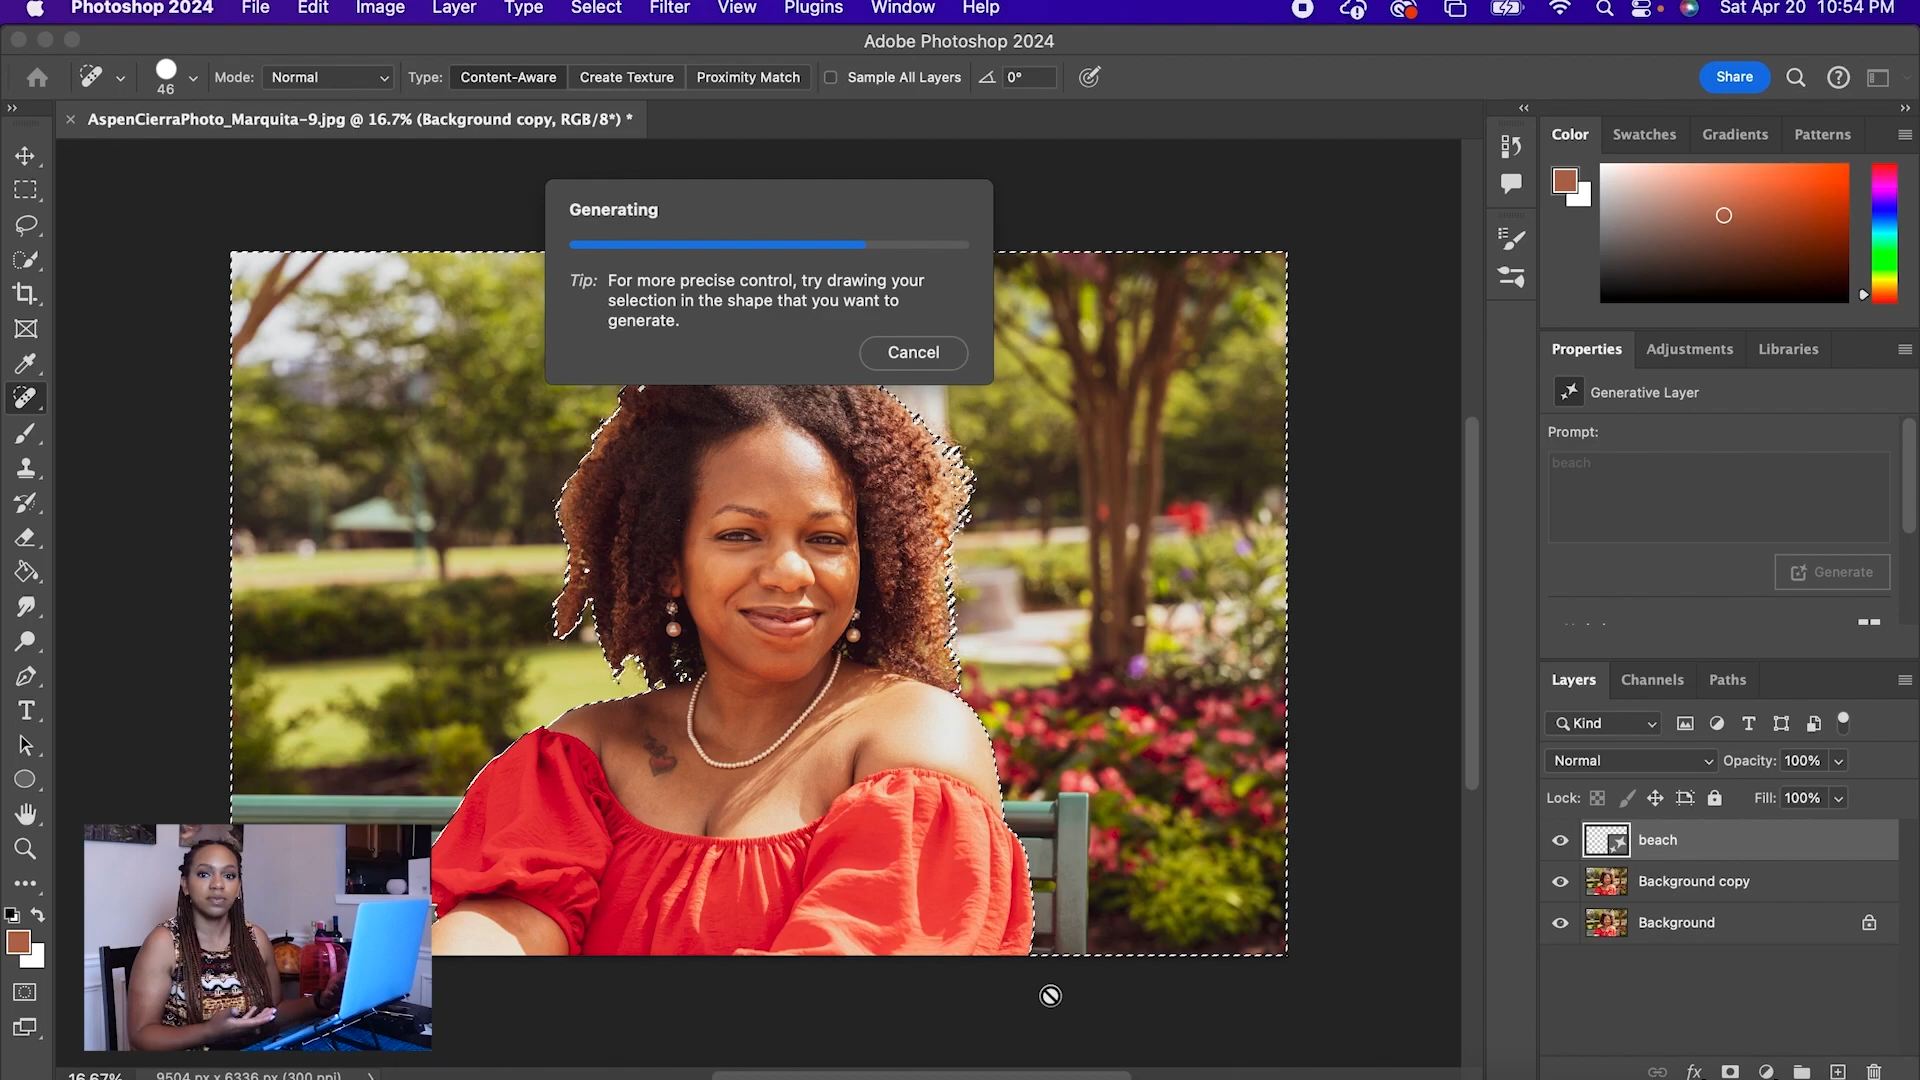 Photoshop 2024 File Edit Image Layer Type Select Filter View Plugins Window Help Sat Apr 20 10:54 PM
Adobe Photoshop 2024
46 Mode: Normal Type: Content-Aware Create Texture Proximity Match Sample All Layers 0° Share
AspenCierraPhoto_Marquita-9.jpg @ 16.7% (Background copy, RGB/8*) *
Color Swatches Gradients Patterns
Generating
Tip: For more precise control, try drawing your
selection in the shape that you want to
generate.
Cancel
Properties Adjustments Libraries
Generative Layer
Prompt:
beach
Generate
Layers Channels Paths
Kind
Normal Opacity: 100%
Lock: Fill: 100%
beach
Background copy
Background
16.67% 9504 px x 6336 px (300 ppi)